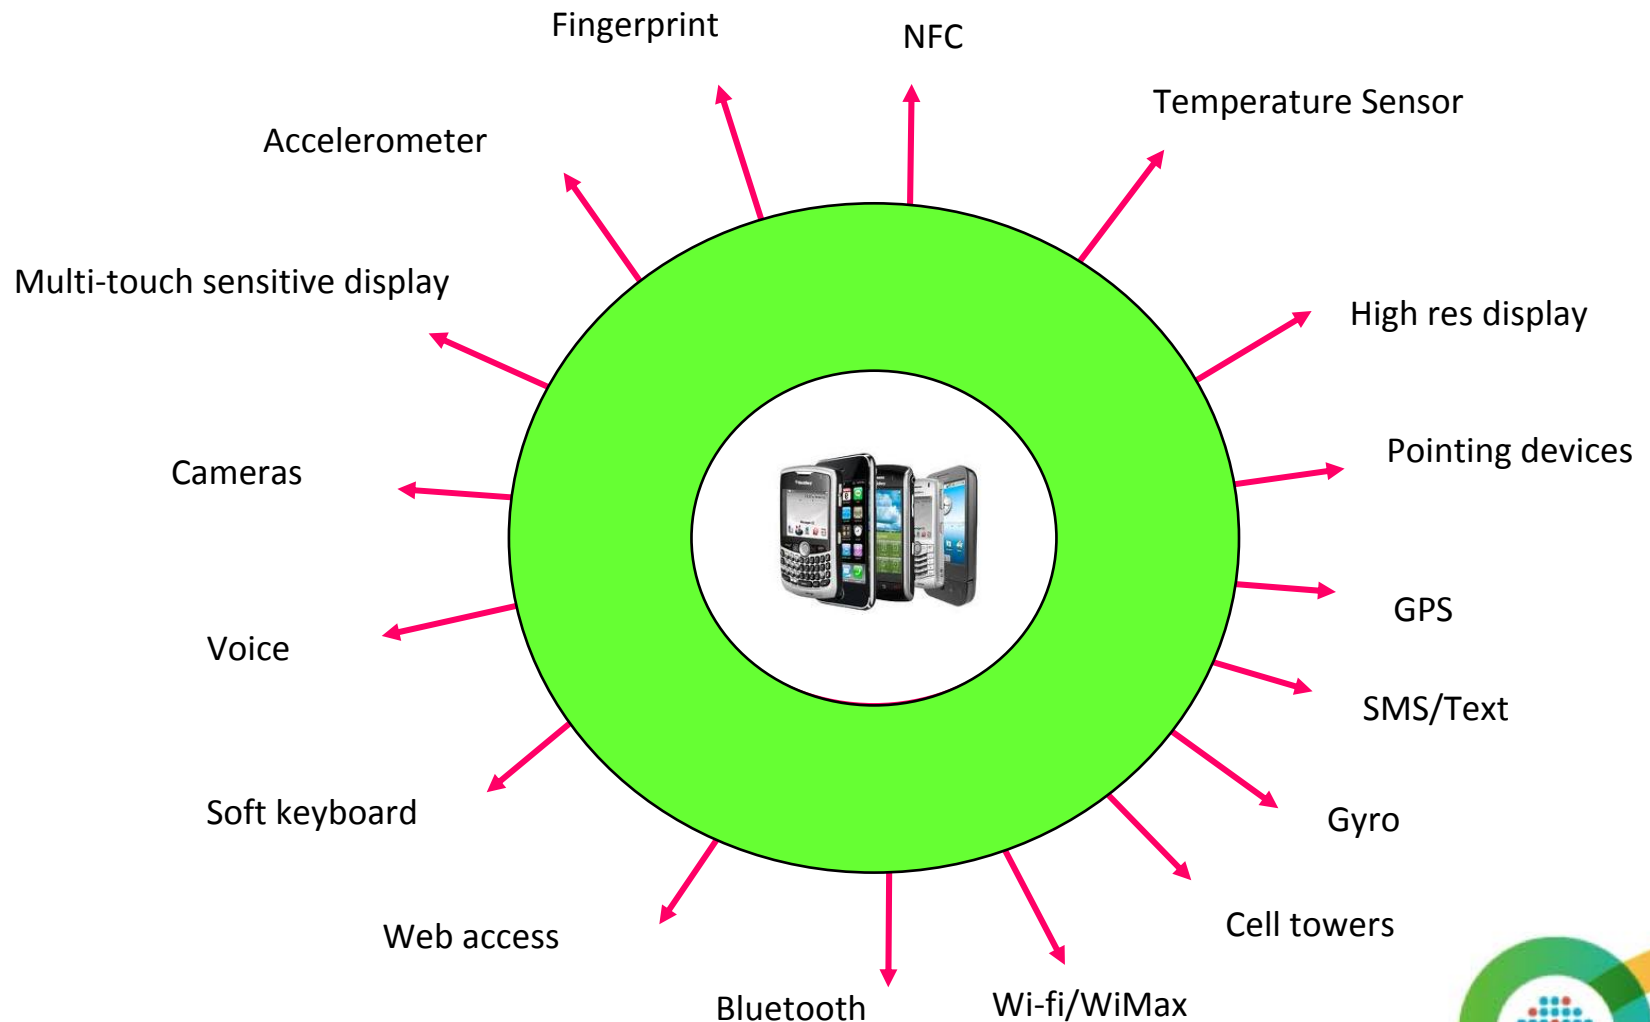 Fingerprint
NFC
Temperature Sensor
Accelerometer
Multi-touch sensitive display
High res display
Pointing devices
Cameras
GPS
Voice
SMS/Text
Soft keyboard
Gyro
Cell towers
Web access
Bluetooth
Wi-fi/WiMax